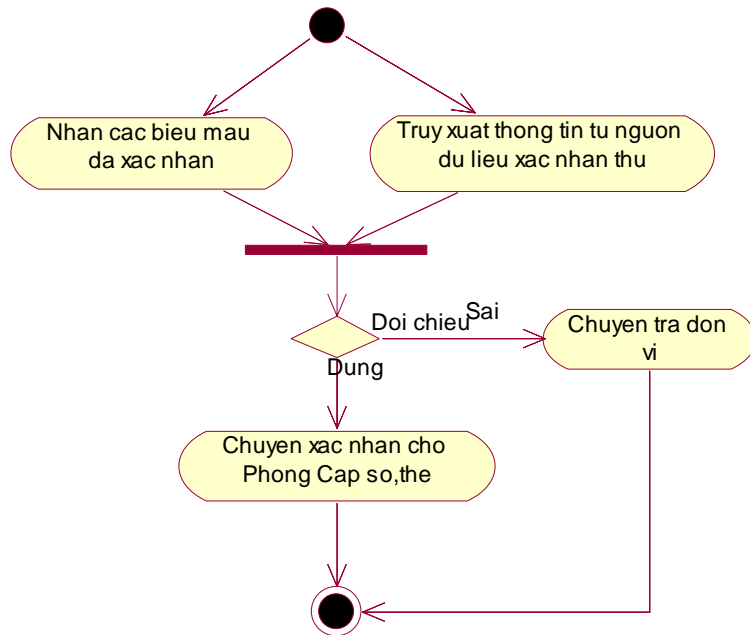 Nhan cac bieu mau
da xac nhan
Truy xuat thong tin tu nguon
du lieu xac nhan thu
Doi chieu
Sai
Chuyen tra don
vi
Dung
Chuyen xac nhan cho
Phong Cap so,the